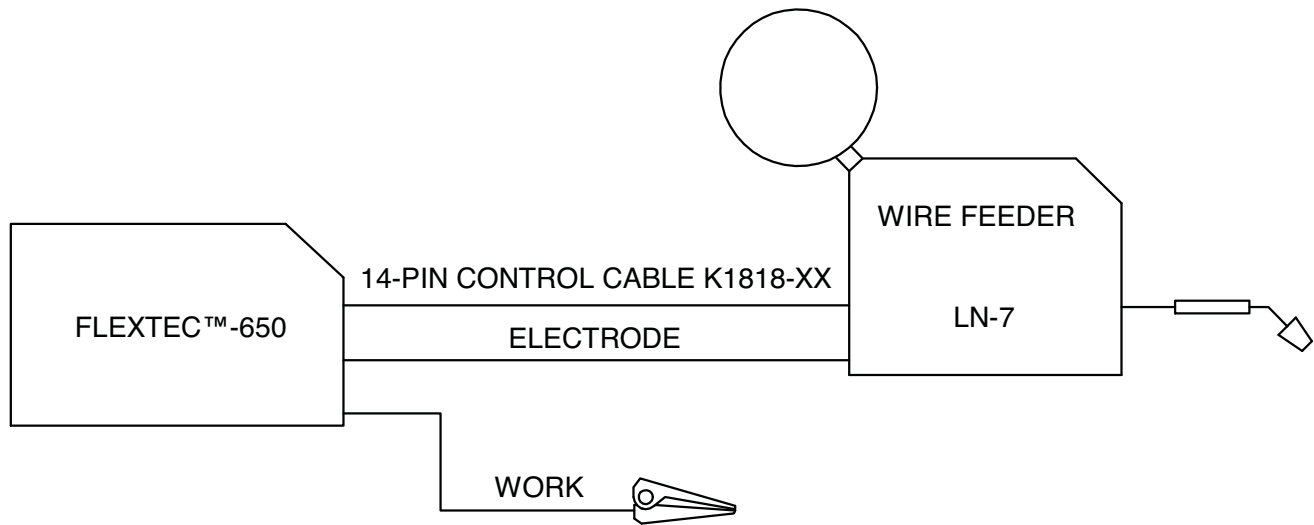 WIRE FEEDER
14-PIN CONTROL CABLE K1818-XX
FLEXTEC™-650
LN-7
ELECTRODE
WORK